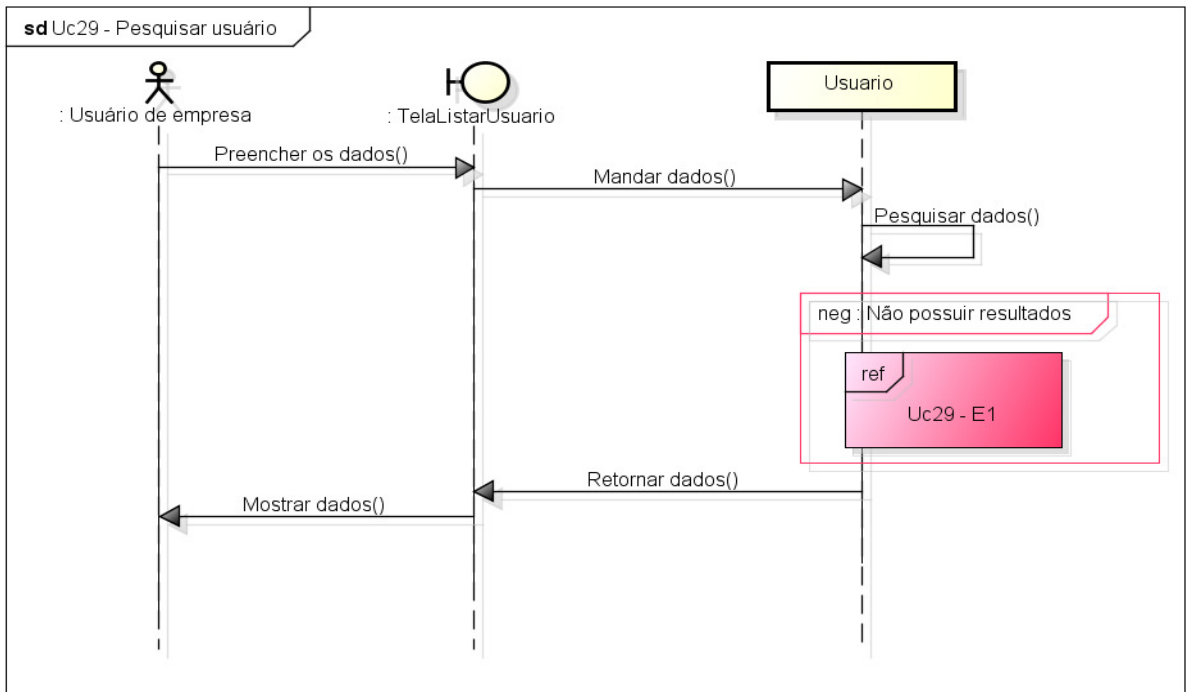 sd Uc29 - Pesquisar usuário
: Usuário de empresa
: TelaListarUsuario
Usuario
Preencher os dados()
Mandar dados()
Pesquisar dados()
neg : Não possuir resultados
ref
Uc29 - E1
Retornar dados()
Mostrar dados()